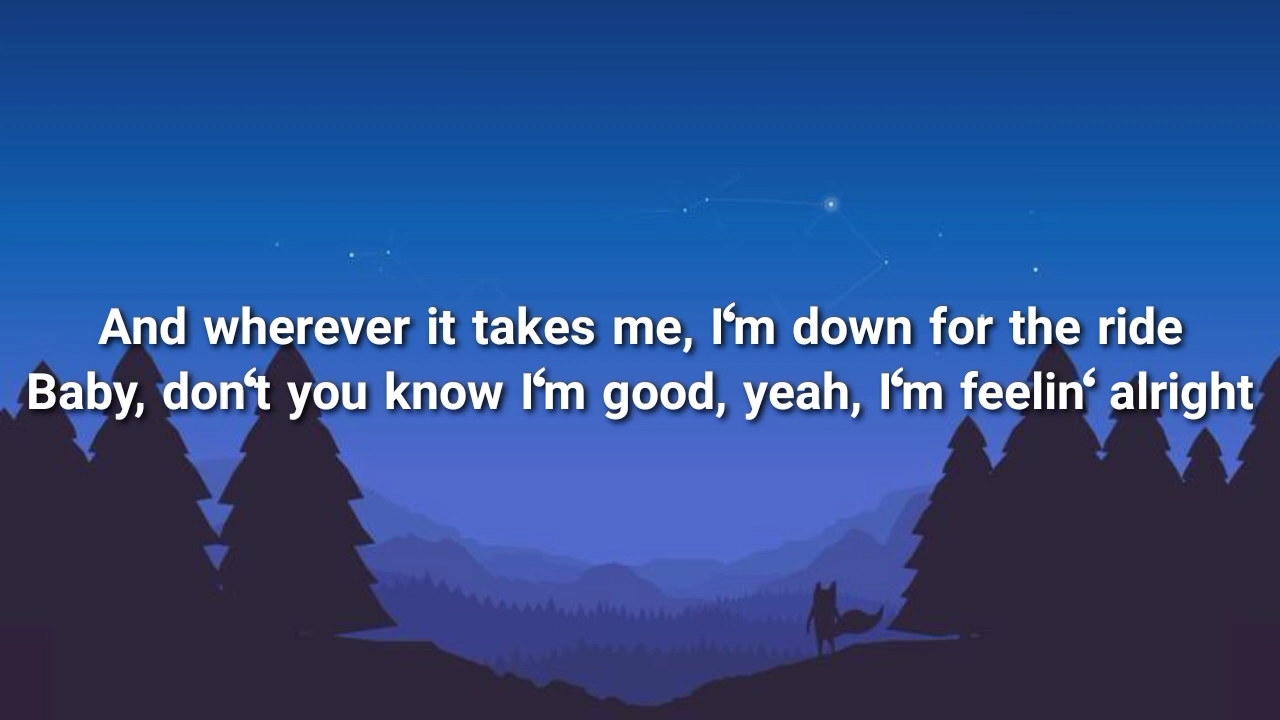 And wherever it takes me, I‘m down for the ride
Baby, don‘t you know I‘m good, yeah, I‘m feelin‘ alright